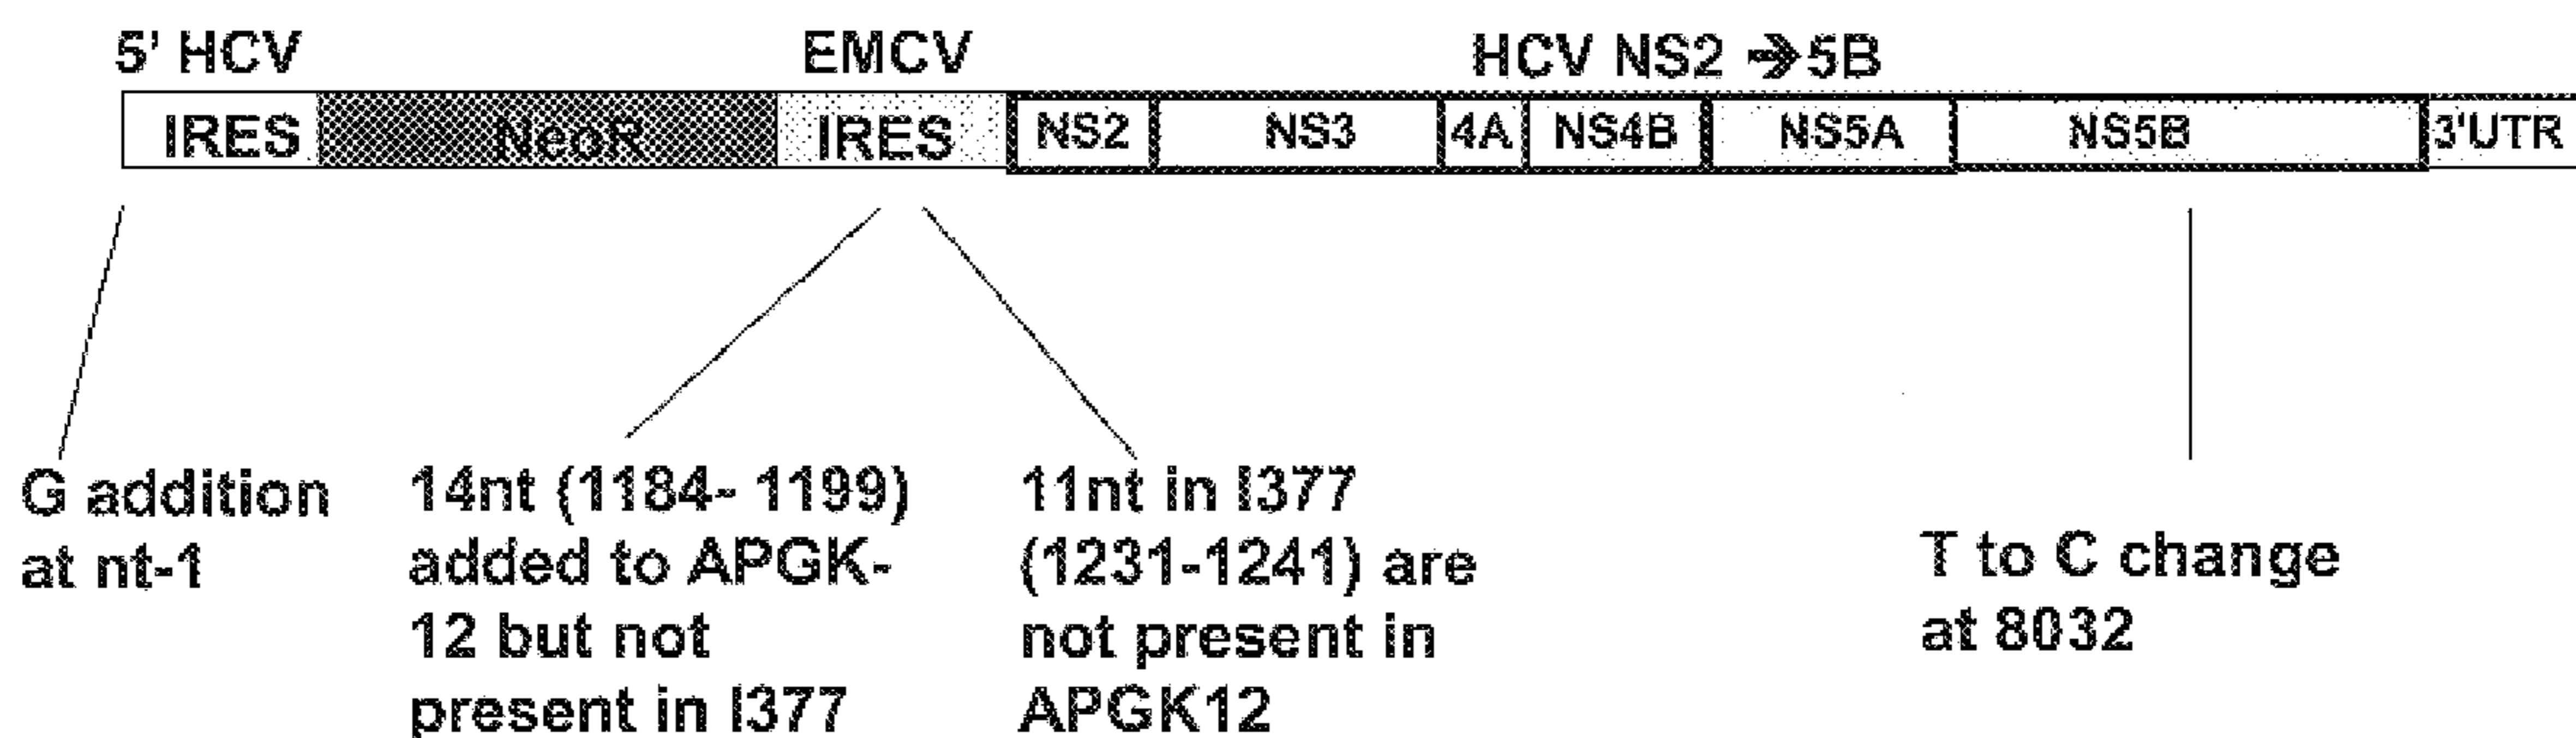 5' HCV EMCV HCV NS2 ➔5B
IRES NeoR IRES NS2 NS3 4A NS4B NS5A NS5B 3'UTR
G addition
at nt-1
14nt (1184- 1199)
added to APGK-
12 but not
present in I377
11nt in I377
(1231-1241) are
not present in
APGK12
T to C change
at 8032